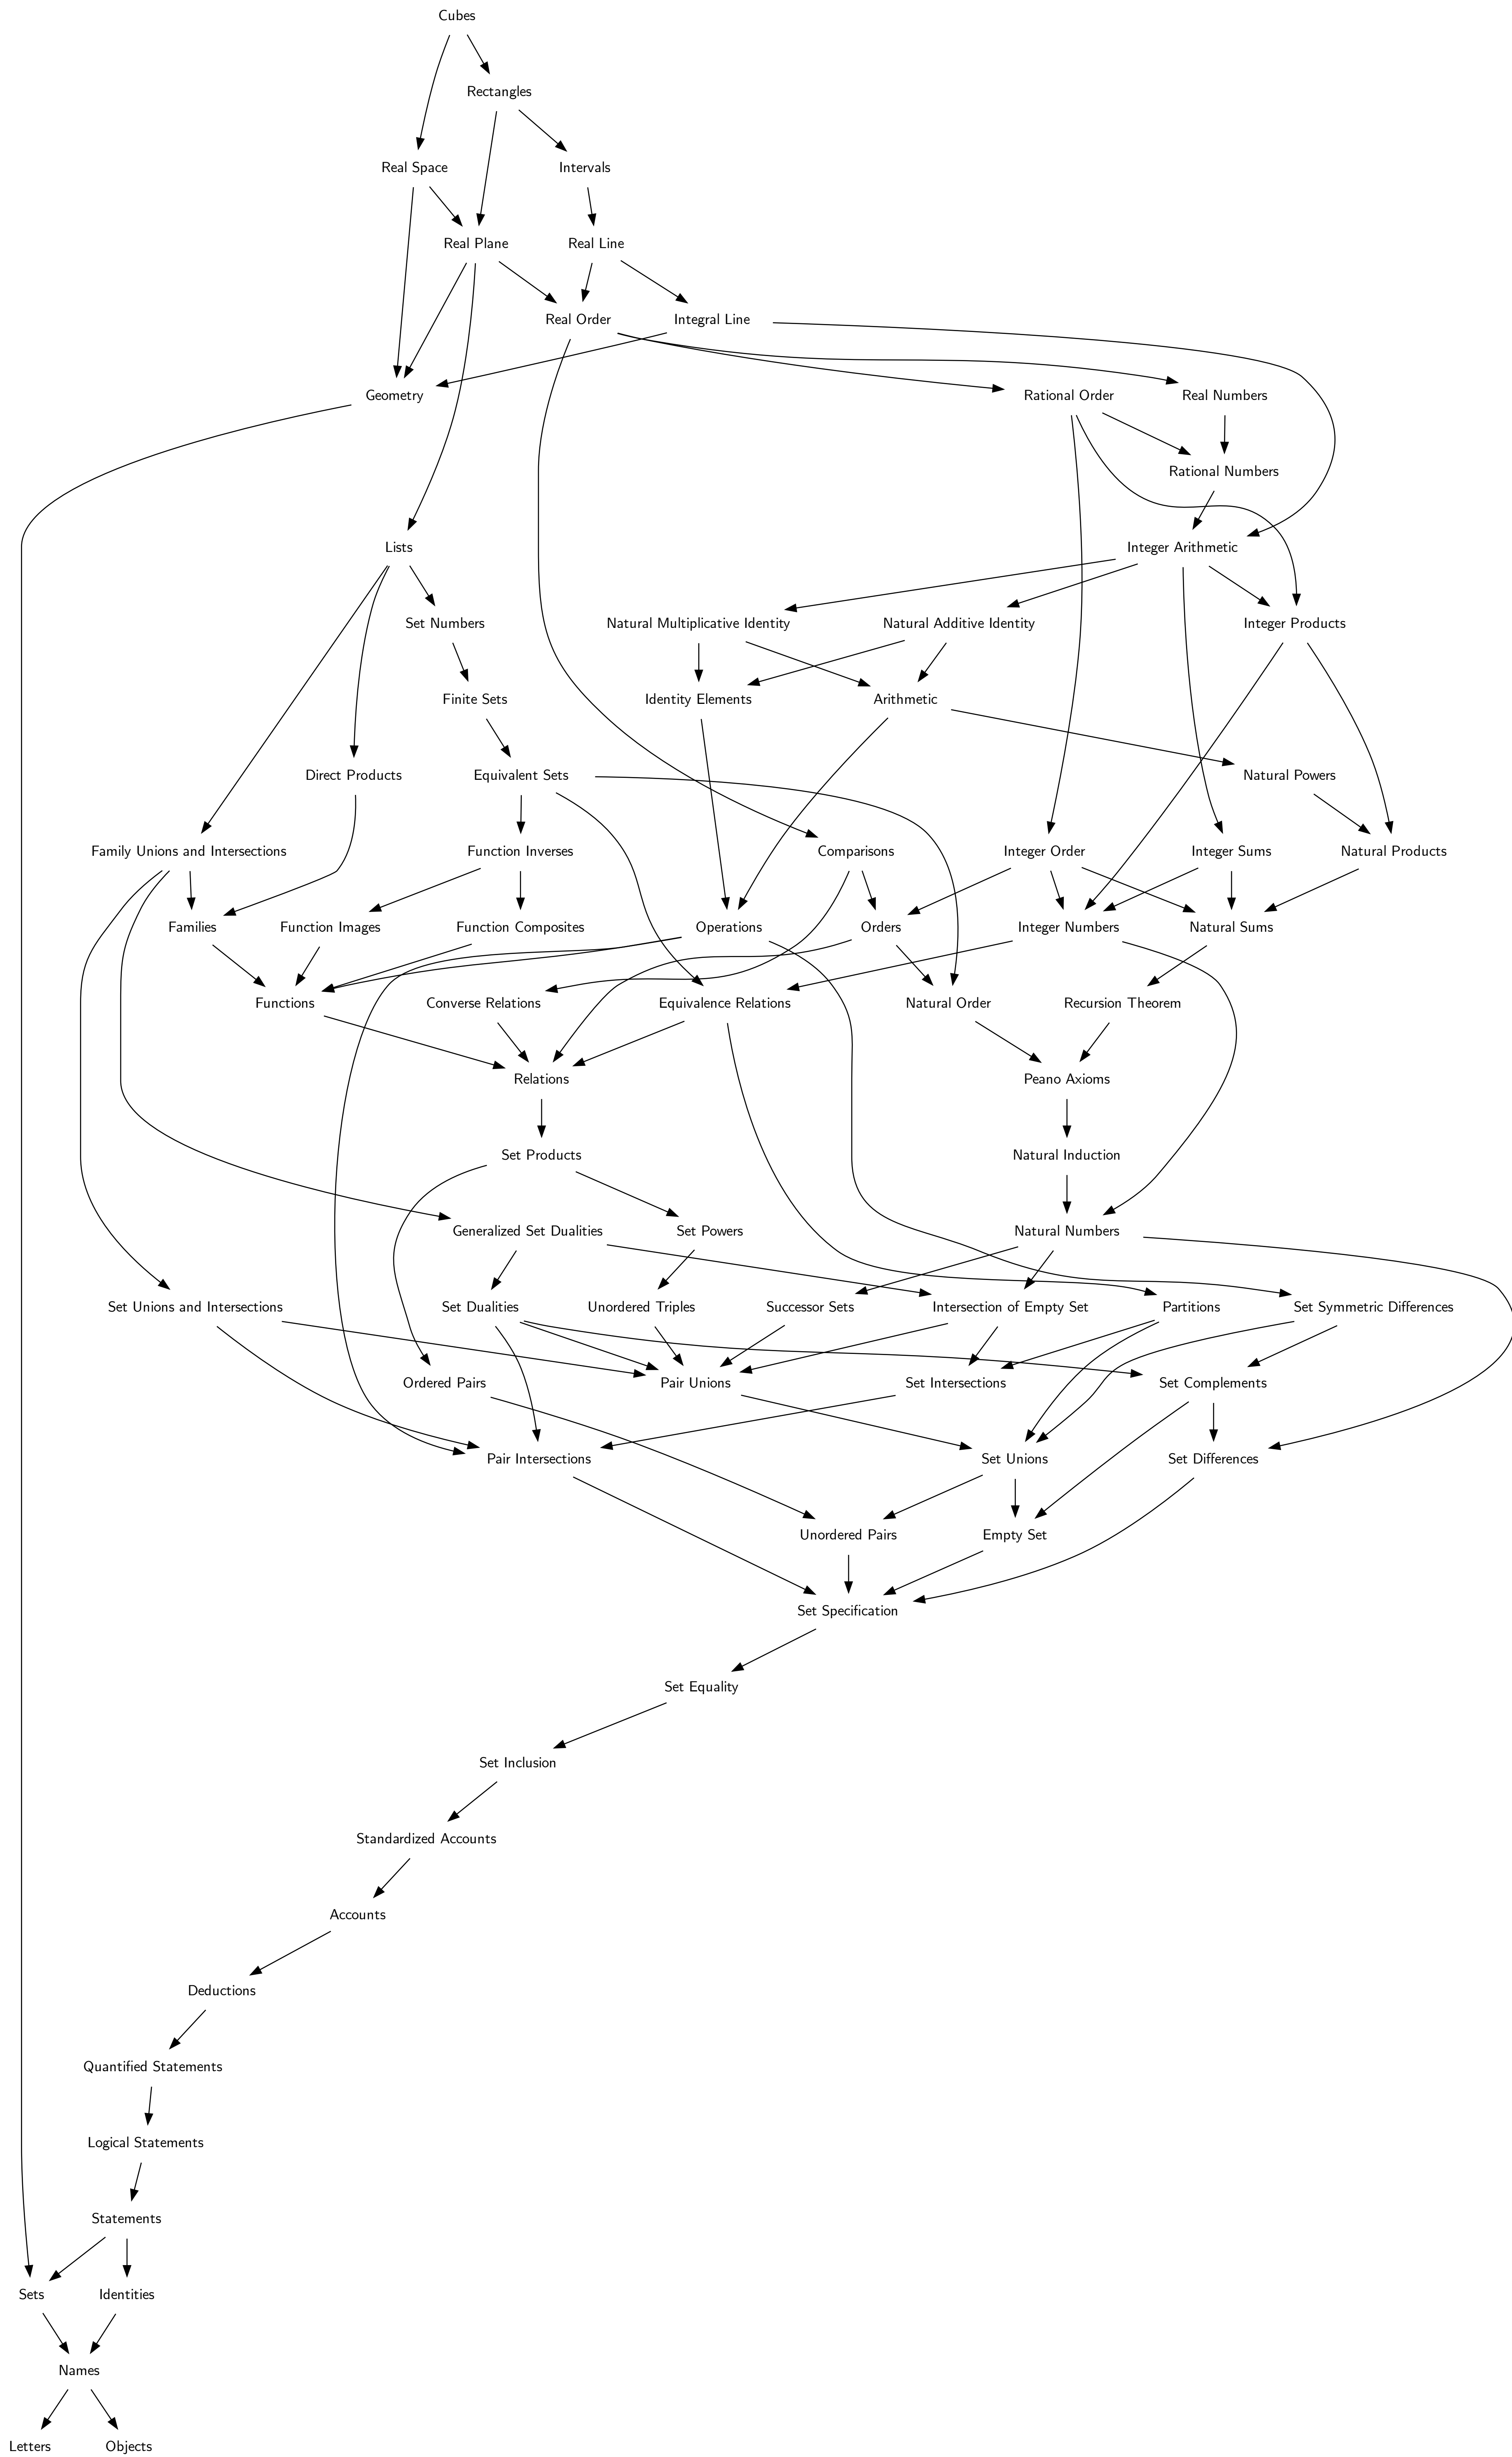 Cubes
Rectangles
Real Space
Intervals
Real Plane
Real Line
Real Order
Integral Line
Geometry
Rational Order
Real Numbers
Rational Numbers
Lists
Integer Arithmetic
Set Numbers
Natural Multiplicative Identity
Natural Additive Identity
Integer Products
Finite Sets
Identity Elements
Arithmetic
Direct Products
Equivalent Sets
Natural Powers
Family Unions and Intersections
Function Inverses
Comparisons
Integer Order
Integer Sums
Natural Products
Families
Function Images
Function Composites
Operations
Orders
Integer Numbers
Natural Sums
Functions
Converse Relations
Equivalence Relations
Natural Order
Recursion Theorem
Relations
Peano Axioms
Set Products
Natural Induction
Generalized Set Dualities
Set Powers
Natural Numbers
Set Unions and Intersections
Set Dualities
Unordered Triples
Successor Sets
Intersection of Empty Set
Partitions
Set Symmetric Differences
Ordered Pairs
Pair Unions
Set Intersections
Set Complements
Pair Intersections
Set Unions
Set Differences
Unordered Pairs
Empty Set
Set Specification
Set Equality
Set Inclusion
Standardized Accounts
Accounts
Deductions
Quantified Statements
Logical Statements
Statements
Sets
Identities
Names
Letters
Objects